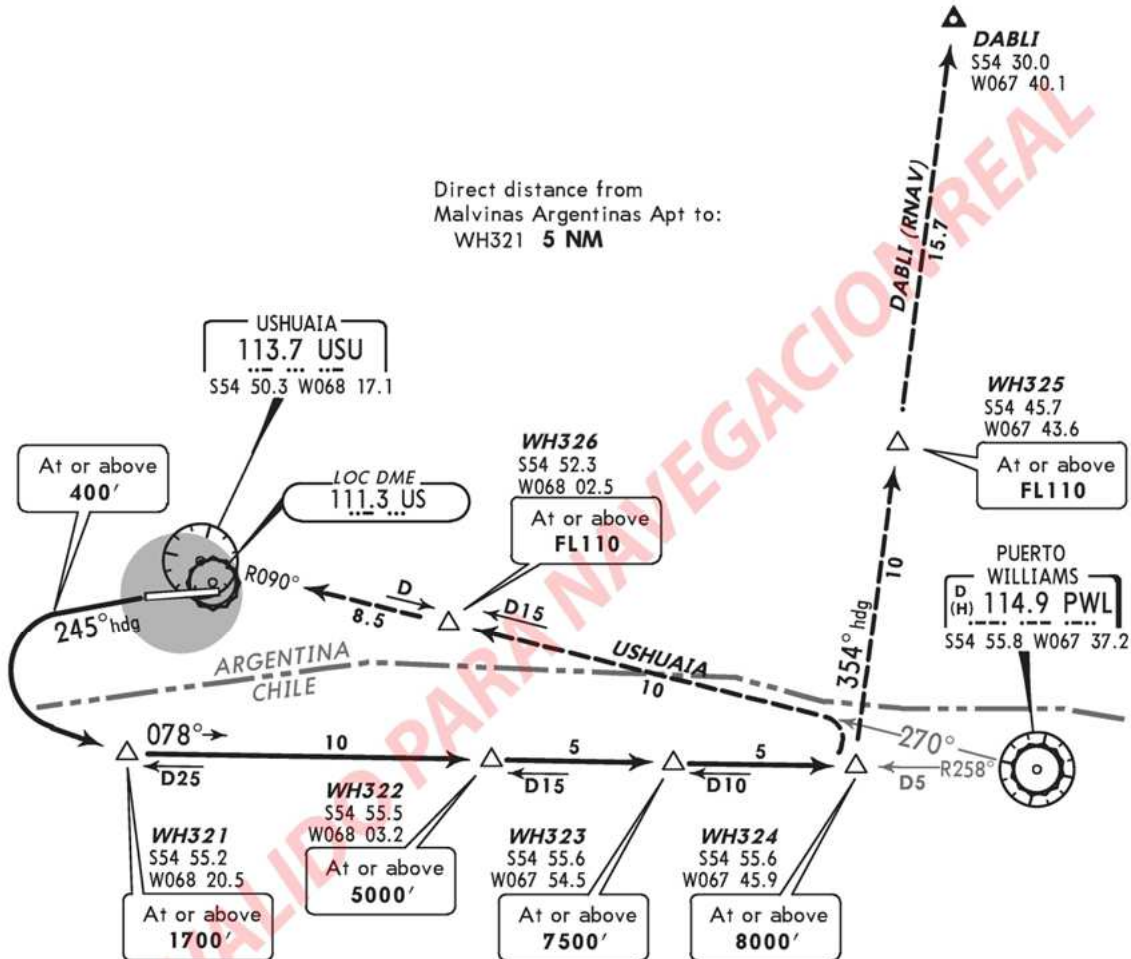 DABLI
S54 30.0
W067 40.1
Direct distance from
Malvinas Argentinas Apt to:
WH321 5 NM
DABLI (RNAV)
15.7
USHUAIA
113.7 USU
S54 50.3 W068 17.1
WH325
S54 45.7
W067 43.6
At or above
FL110
At or above
400'
LOC DME
111.3 US
WH326
S54 52.3
W068 02.5
At or above
FL110
PUERTO
WILLIAMS
D
(H) 114.9 PWL
S54 55.8 W067 37.2
R090°
D
8.5
D15
10
354° hdg
245° hdg
USHUAIA
10
ARGENTINA
CHILE
270°
R258°
D5
078°
10
5
5
D25
D15
D10
WH321
S54 55.2
W068 20.5
At or above
1700'
WH322
S54 55.5
W068 03.2
At or above
5000'
WH323
S54 55.6
W067 54.5
At or above
7500'
WH324
S54 55.6
W067 45.9
At or above
8000'
VALIDO PARA NAVEGACION REAL